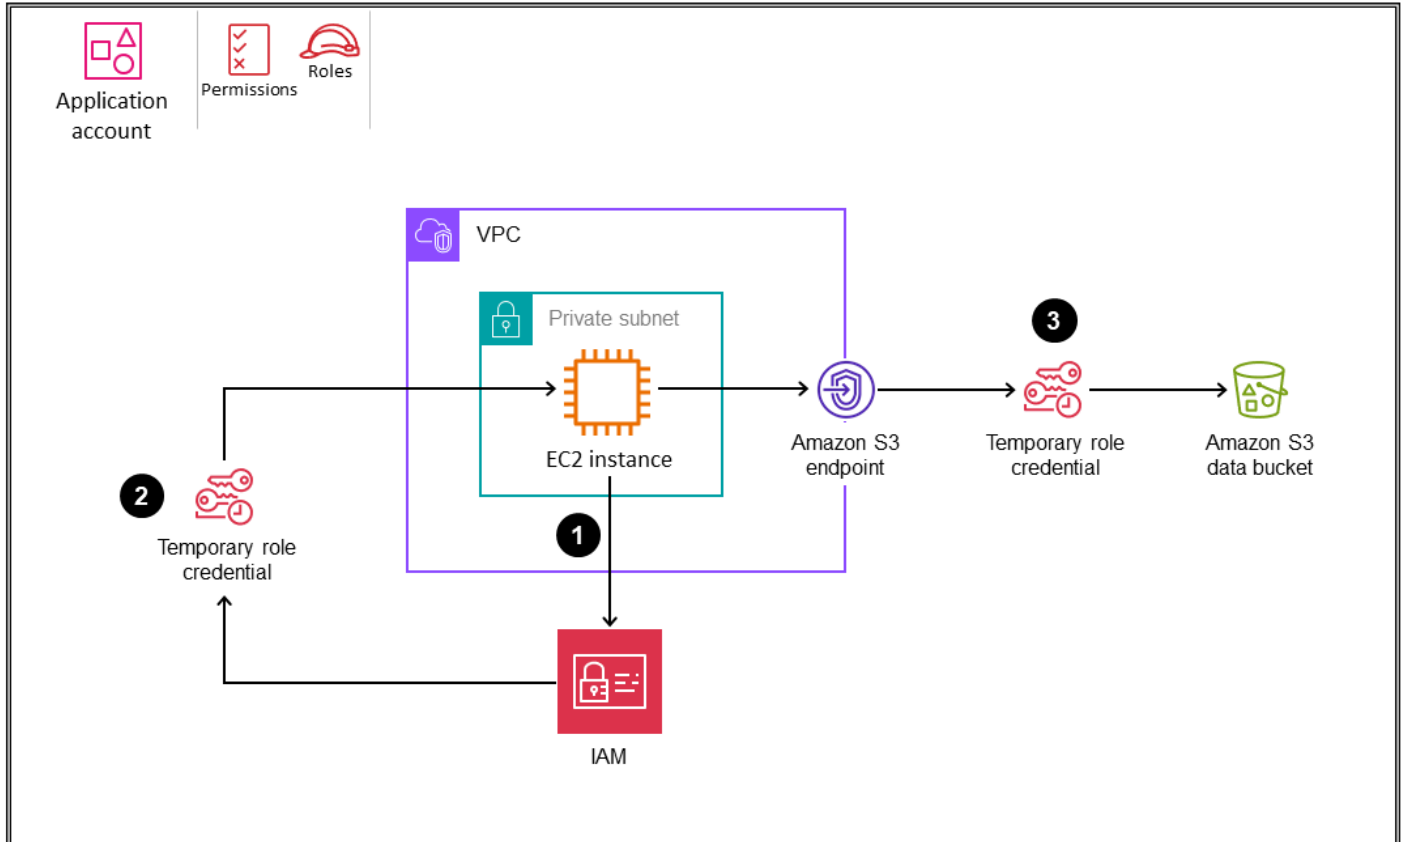 Application
account
Permissions
Roles
VPC
Private subnet
EC2 instance
1
2
Temporary role
credential
IAM
Amazon S3
endpoint
3
Temporary role
credential
Amazon S3
data bucket